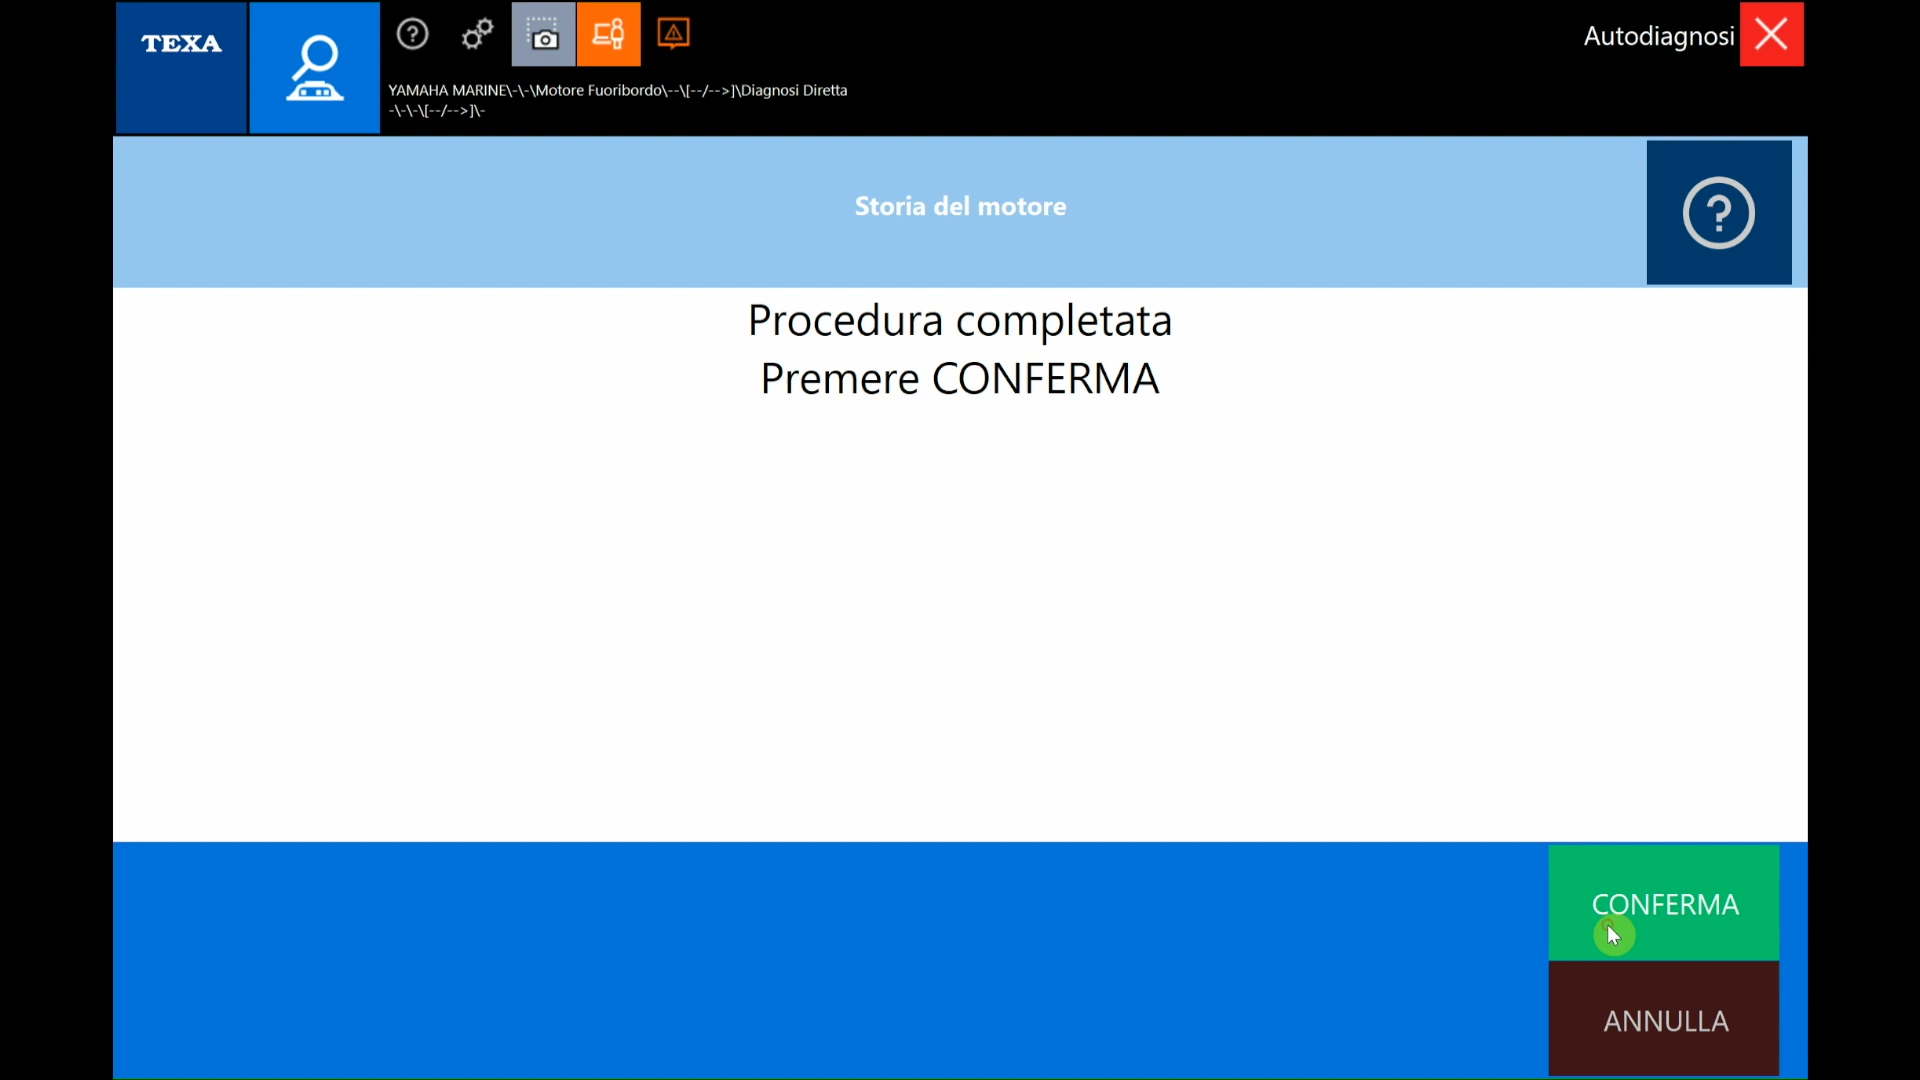 TEXA
Autodiagnosi
YAMAHA MARINE\-\-\Motore Fuoribordo\--\[--/-->]\Diagnosi Diretta
-\-\-\[--/-->]\-
Storia del motore
Procedura completata
Premere CONFERMA
CONFERMA
ANNULLA